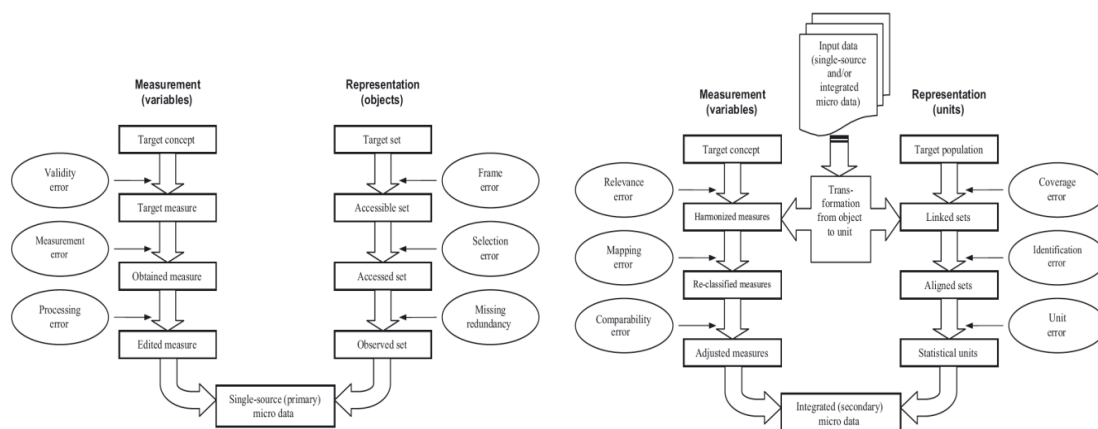 Measurement
(variables)
Representation
(objects)
Target concept
Target set
Validity
error
Frame
error
Target measure
Accessible set
Measurement
error
Selection
error
Obtained measure
Accessed set
Processing
error
Missing
redundancy
Edited measure
Observed set
Single-source (primary)
micro data
Input data
(single-source
and/or
integrated
micro data)
Measurement
(variables)
Representation
(units)
Target concept
Target population
Relevance
error
Trans-
formation
from object
to unit
Coverage
error
Harmonized measures
Linked sets
Mapping
error
Identification
error
Re-classified measures
Aligned sets
Comparability
error
Unit
error
Adjusted measures
Statistical units
Integrated (secondary)
micro data